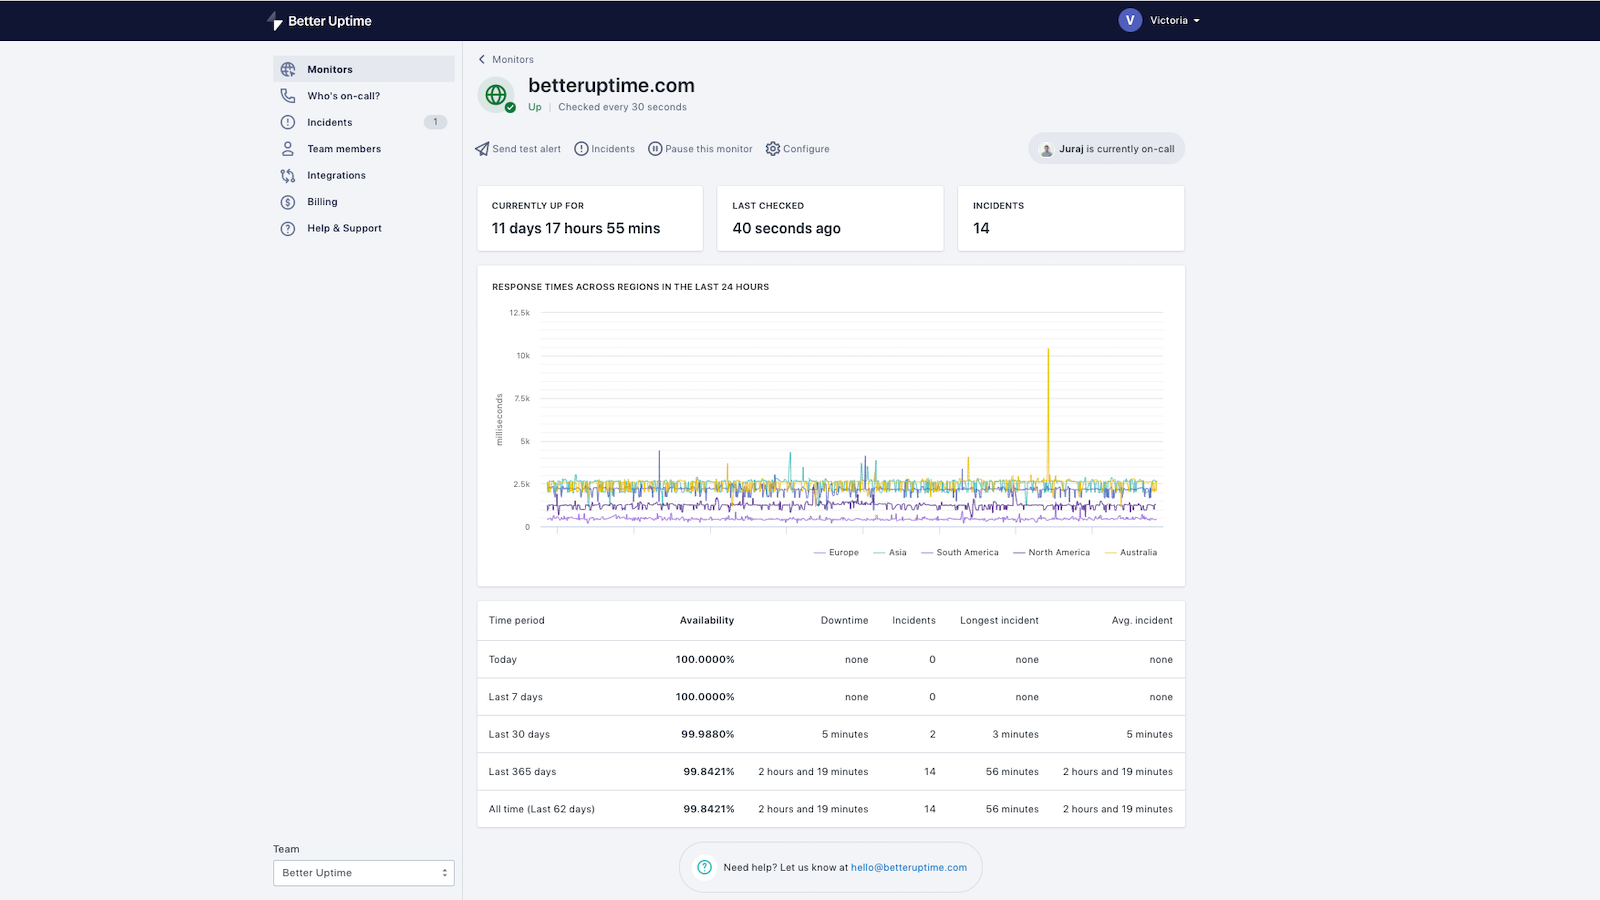 Better Uptime
V Victoria
Monitors
Who's on-call?
Incidents 1
Team members
Integrations
Billing
Help & Support
Team
Better Uptime
Monitors
betteruptime.com
Up | Checked every 30 seconds
Send test alert Incidents Pause this monitor Configure
Juraj is currently on-call
CURRENTLY UP FOR
11 days 17 hours 55 mins
LAST CHECKED
40 seconds ago
INCIDENTS
14
RESPONSE TIMES ACROSS REGIONS IN THE LAST 24 HOURS
milliseconds
12.5k
10k
7.5k
5k
2.5k
0
Europe Asia South America North America Australia
Time period Availability Downtime Incidents Longest incident Avg. incident
Today 100.0000% none 0 none none
Last 7 days 100.0000% none 0 none none
Last 30 days 99.9880% 5 minutes 2 3 minutes 5 minutes
Last 365 days 99.8421% 2 hours and 19 minutes 14 56 minutes 2 hours and 19 minutes
All time (Last 62 days) 99.8421% 2 hours and 19 minutes 14 56 minutes 2 hours and 19 minutes
Need help? Let us know at hello@betteruptime.com